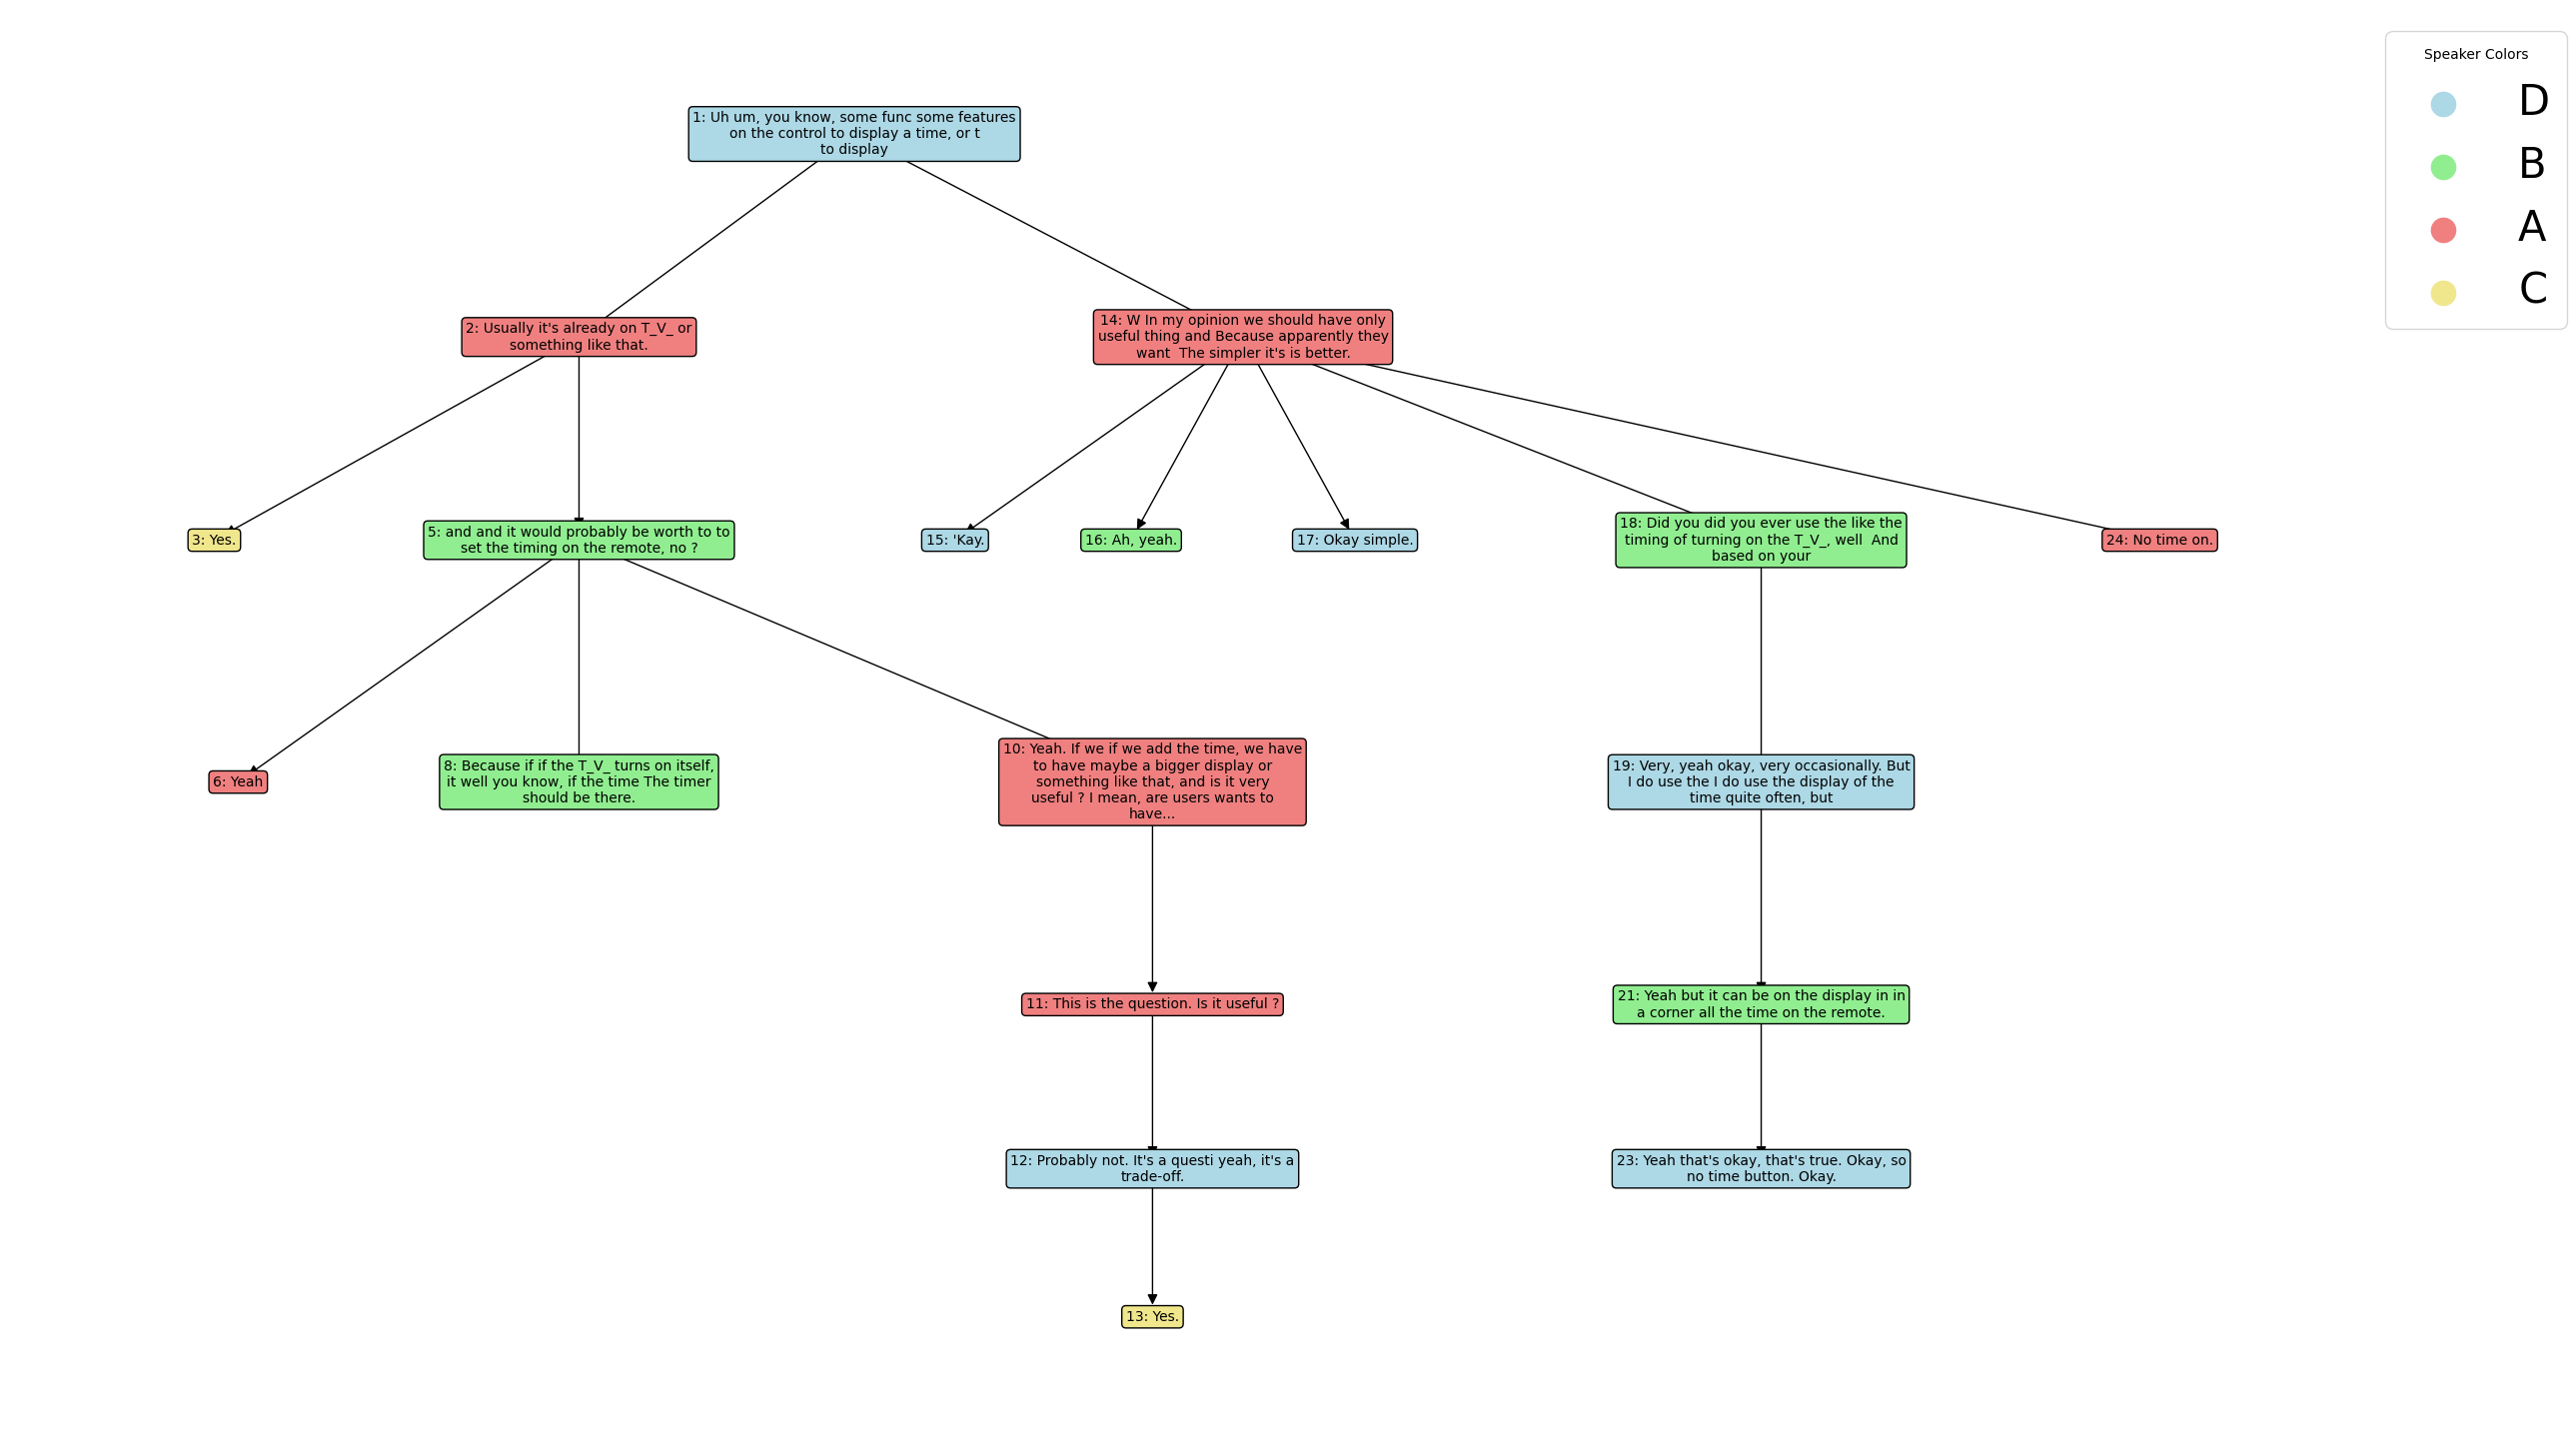 Speaker Colors
D
B
A
C
1: Uh um, you know, some func some features
on the control to display a time, or t
to display
2: Usually it's already on T_V_ or
something like that.
14: W In my opinion we should have only
useful thing and Because apparently they
want  The simpler it's is better.
3: Yes.
5: and and it would probably be worth to to
set the timing on the remote, no ?
15: 'Kay.
16: Ah, yeah.
17: Okay simple.
18: Did you did you ever use the like the
timing of turning on the T_V_, well  And
based on your
24: No time on.
6: Yeah
8: Because if if the T_V_ turns on itself,
it well you know, if the time The timer
should be there.
10: Yeah. If we if we add the time, we have
to have maybe a bigger display or
something like that, and is it very
useful ? I mean, are users wants to
have...
19: Very, yeah okay, very occasionally. But
I do use the I do use the display of the
time quite often, but
11: This is the question. Is it useful ?
21: Yeah but it can be on the display in in
a corner all the time on the remote.
12: Probably not. It's a questi yeah, it's a
trade-off.
23: Yeah that's okay, that's true. Okay, so
no time button. Okay.
13: Yes.